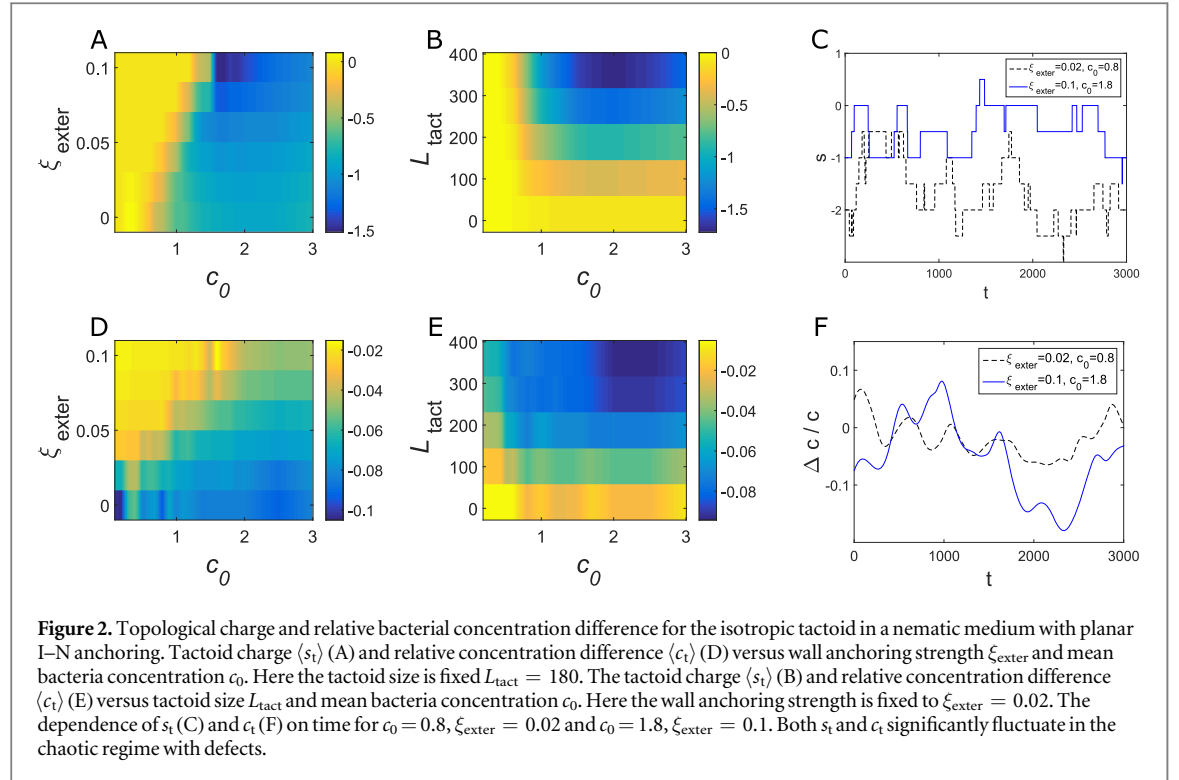 A
B
C
ξ exter
0.1
0.05
0
1
2
3
c0
0
-0.5
-1
-1.5
L tact
400
300
200
100
0
1
2
3
c0
0
-0.5
-1
-1.5
s
1
0
-1
-2
0
1000
2000
3000
t
ξ exter=0.02, c0=0.8
ξ exter=0.1, c0=1.8
D
E
F
ξ exter
0.1
0.05
0
1
2
3
c0
-0.02
-0.04
-0.06
-0.08
-0.1
L tact
400
300
200
100
0
1
2
3
c0
-0.02
-0.04
-0.06
-0.08
Δ c / c
0.1
0
-0.1
0
1000
2000
3000
t
ξ exter=0.02, c0=0.8
ξ exter=0.1, c0=1.8
Figure 2. Topological charge and relative bacterial concentration difference for the isotropic tactoid in a nematic medium with planar
I–N anchoring. Tactoid charge ⟨st⟩ (A) and relative concentration difference ⟨ct⟩ (D) versus wall anchoring strength ξexter and mean
bacteria concentration c0. Here the tactoid size is fixed Ltact = 180. The tactoid charge ⟨st⟩ (B) and relative concentration difference
⟨ct⟩ (E) versus tactoid size Ltact and mean bacteria concentration c0. Here the wall anchoring strength is fixed to ξexter = 0.02. The
dependence of st (C) and ct (F) on time for c0 = 0.8, ξexter = 0.02 and c0 = 1.8, ξexter = 0.1. Both st and ct significantly fluctuate in the
chaotic regime with defects.